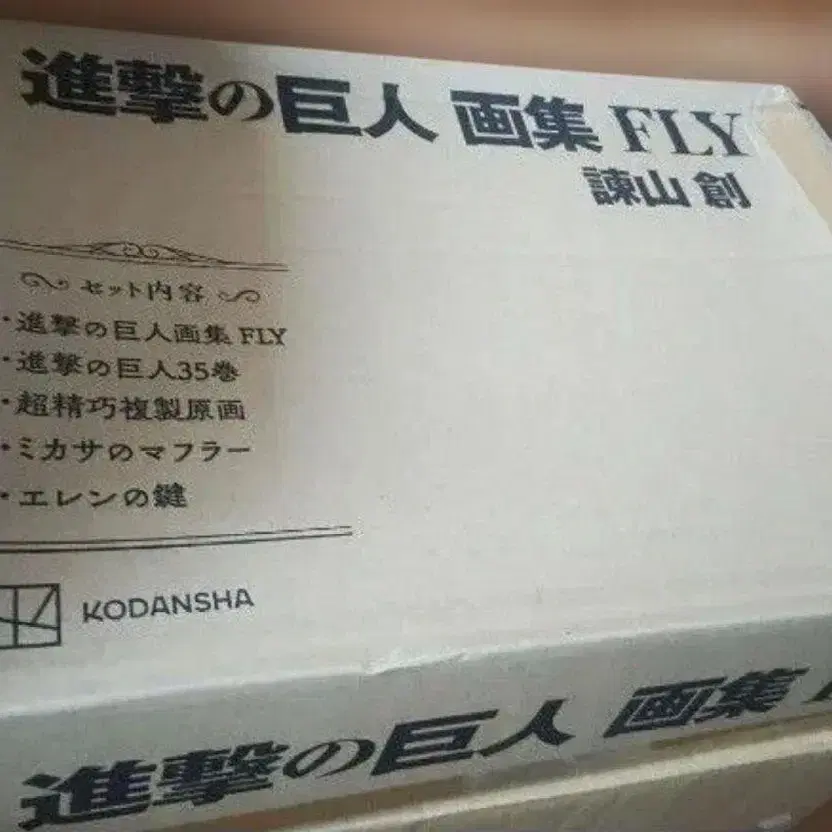 進撃の巨人 画集 FLY
諫山 創
セット内容
・進撃の巨人画集 FLY
・進撃の巨人35巻
・超精巧複製原画
・ミカサのマフラー
・エレンの鍵
KODANSHA
進撃の巨人 画集